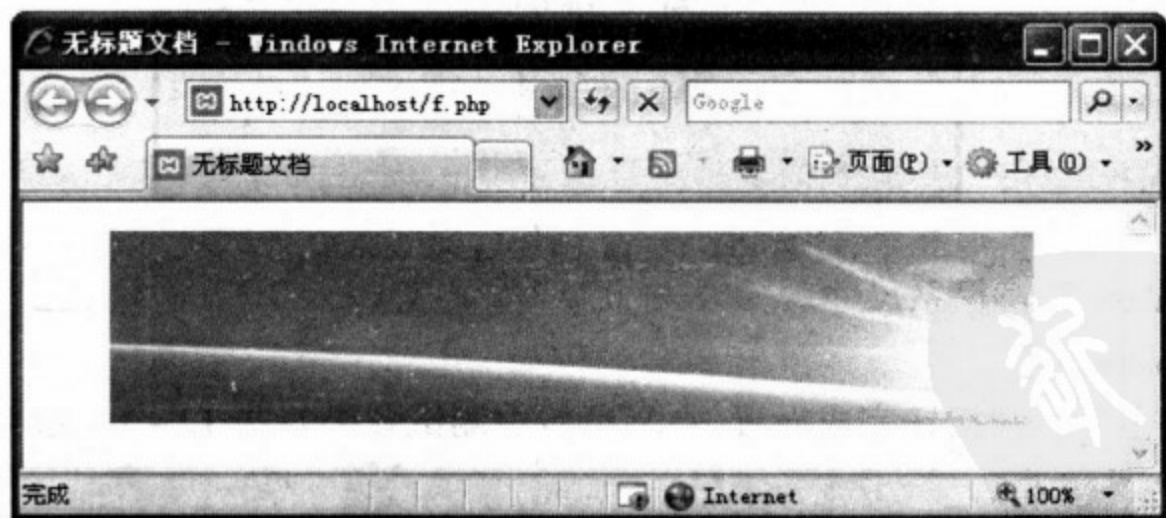 无标题文档 - Windows Internet Explorer
http://localhost/f.php
Google
无标题文档
页面(P)
工具(O)
»
完成
Internet
100%